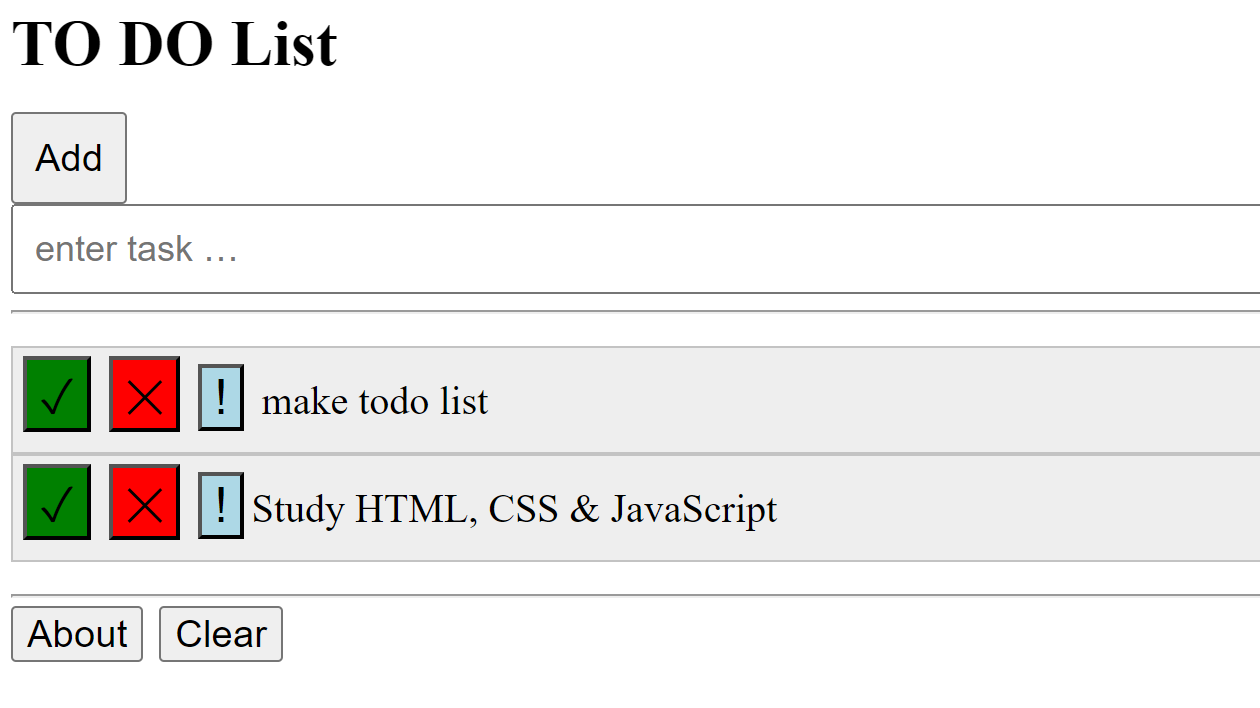 TO DO List
Add
enter task …
✓ ✕ ! make todo list
✓ ✕ ! Study HTML, CSS & JavaScript
About Clear